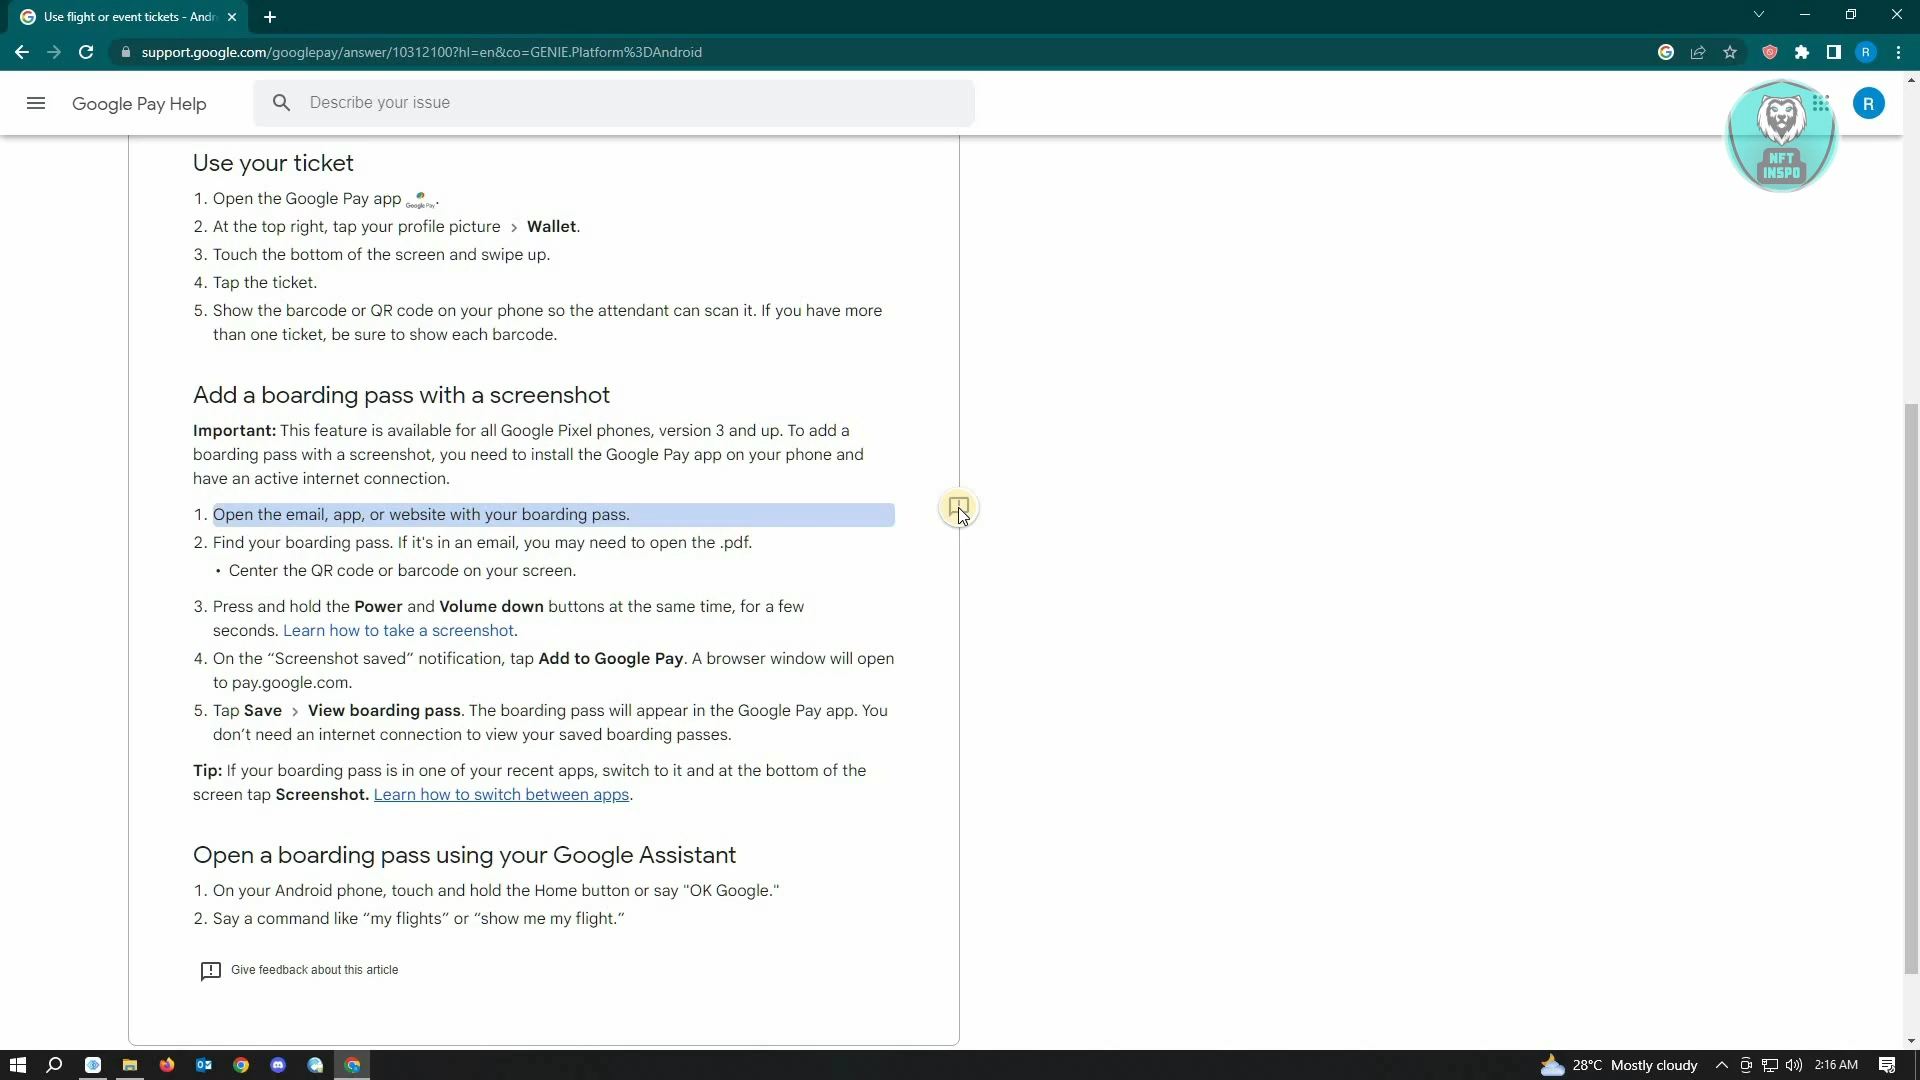 Use flight or event tickets - Andr
support.google.com/googlepay/answer/10312100?hl=en&co=GENIE.Platform%3DAndroid
R
Google Pay Help
Describe your issue
R
NFT
INSPO
Use your ticket
1. Open the Google Pay app Google Pay.
2. At the top right, tap your profile picture > Wallet.
3. Touch the bottom of the screen and swipe up.
4. Tap the ticket.
5. Show the barcode or QR code on your phone so the attendant can scan it. If you have more
than one ticket, be sure to show each barcode.
Add a boarding pass with a screenshot
Important: This feature is available for all Google Pixel phones, version 3 and up. To add a
boarding pass with a screenshot, you need to install the Google Pay app on your phone and
have an active internet connection.
1. Open the email, app, or website with your boarding pass.
2. Find your boarding pass. If it's in an email, you may need to open the .pdf.
• Center the QR code or barcode on your screen.
3. Press and hold the Power and Volume down buttons at the same time, for a few
seconds. Learn how to take a screenshot.
4. On the “Screenshot saved” notification, tap Add to Google Pay. A browser window will open
to pay.google.com.
5. Tap Save > View boarding pass. The boarding pass will appear in the Google Pay app. You
don’t need an internet connection to view your saved boarding passes.
Tip: If your boarding pass is in one of your recent apps, switch to it and at the bottom of the
screen tap Screenshot. Learn how to switch between apps.
Open a boarding pass using your Google Assistant
1. On your Android phone, touch and hold the Home button or say "OK Google."
2. Say a command like “my flights” or “show me my flight.”
Give feedback about this article
28°C Mostly cloudy
2:16 AM